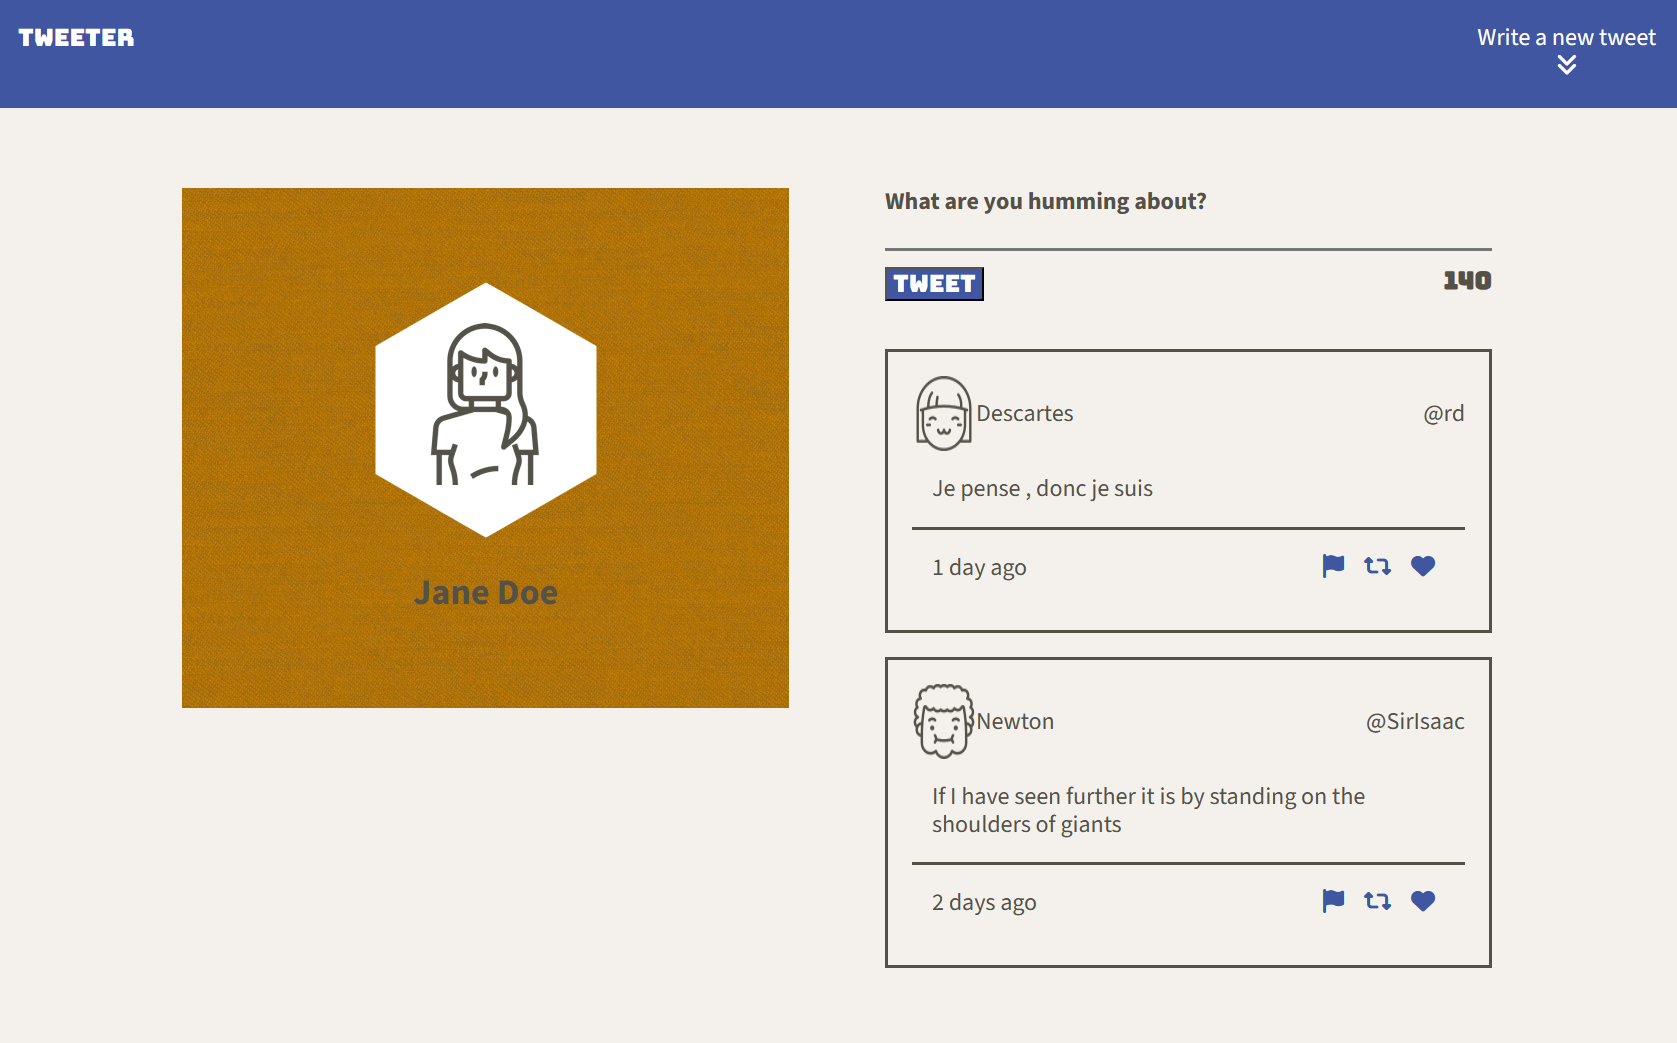 TWEETER
Write a new tweet
Jane Doe
What are you humming about?
TWEET
140
Descartes
@rd
Je pense , donc je suis
1 day ago
Newton
@SirIsaac
If I have seen further it is by standing on the
shoulders of giants
2 days ago